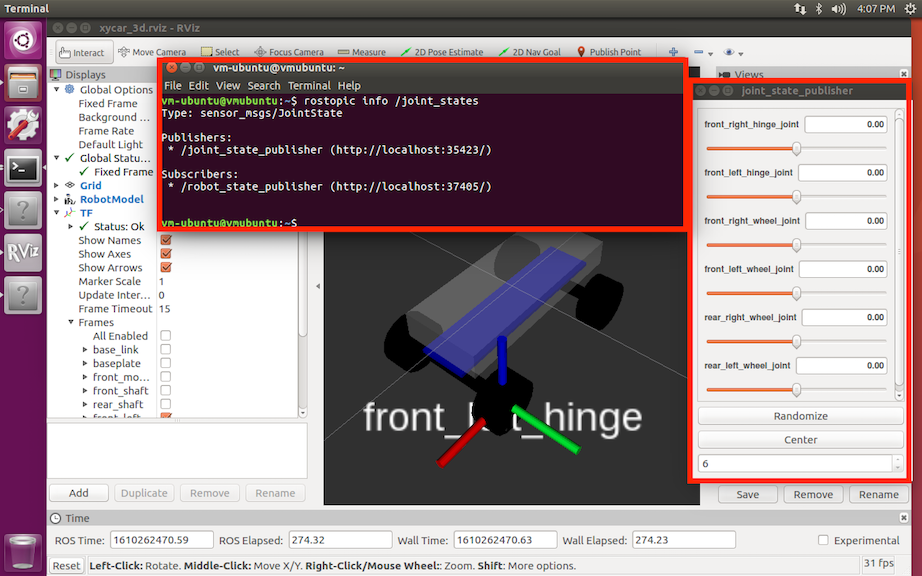 Terminal
4:07 PM
xycar_3d.rviz - RViz
Interact
Move Camera
Select
Focus Camera
Measure
2D Pose Estimate
2D Nav Goal
Publish Point
Displays
Global Options
Fixed Frame
Background ...
Frame Rate
Default Light
Global Statu...
Fixed Frame
Grid
RobotModel
TF
Status: Ok
Show Names
Show Axes
Show Arrows
Marker Scale 1
Update Inter... 0
Frame Timeout 15
Frames
All Enabled
base_link
baseplate
front_mo...
front_shaft
rear_shaft
front_left
Add
Duplicate
Remove
Rename
vm-ubuntu@vmubuntu: ~
File Edit View Search Terminal Help
vm-ubuntu@vmubuntu:~$ rostopic info /joint_states
Type: sensor_msgs/JointState
Publishers:
* /joint_state_publisher (http://localhost:35423/)
Subscribers:
* /robot_state_publisher (http://localhost:37405/)
vm-ubuntu@vmubuntu:~$
Views
joint_state_publisher
front_right_hinge_joint 0.00
front_left_hinge_joint 0.00
front_right_wheel_joint 0.00
front_left_wheel_joint 0.00
rear_right_wheel_joint 0.00
rear_left_wheel_joint 0.00
Randomize
Center
6
Save
Remove
Rename
front_left_hinge
RViz
Time
ROS Time: 1610262470.59 ROS Elapsed: 274.32 Wall Time: 1610262470.63 Wall Elapsed: 274.23 Experimental
Reset Left-Click: Rotate. Middle-Click: Move X/Y. Right-Click/Mouse Wheel:: Zoom. Shift: More options. 31 fps